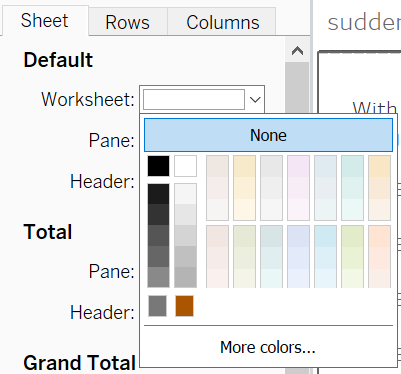 Sheet Rows Columns
sudden
Default
Worksheet:
With
None
Pane:
Header:
Total
Pane:
Header:
More colors...
Grand Total